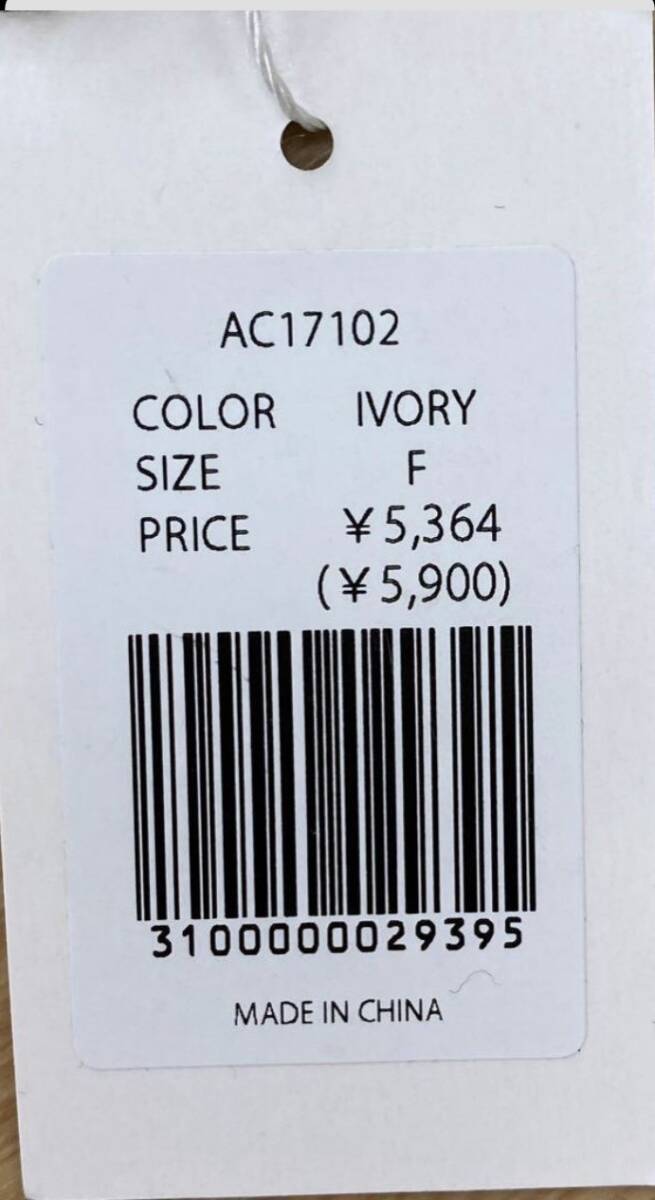 AC17102
COLOR IVORY
SIZE F
PRICE ¥5,364
(¥5,900)
3100000029395
MADE IN CHINA